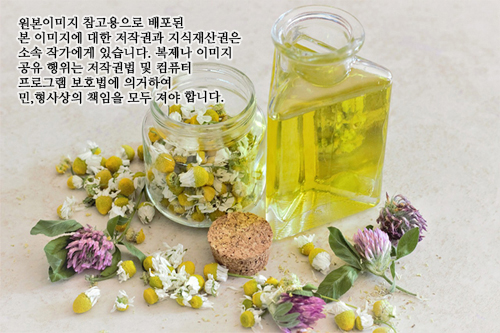 원본이미지 참고용으로 배포된
본 이미지에 대한 저작권과 지식재산권은
소속 작가에게 있습니다. 복제나 이미지
공유 행위는 저작권법 및 컴퓨터
프로그램 보호법에 의거하여
민,형사상의 책임을 모두 져야 합니다.